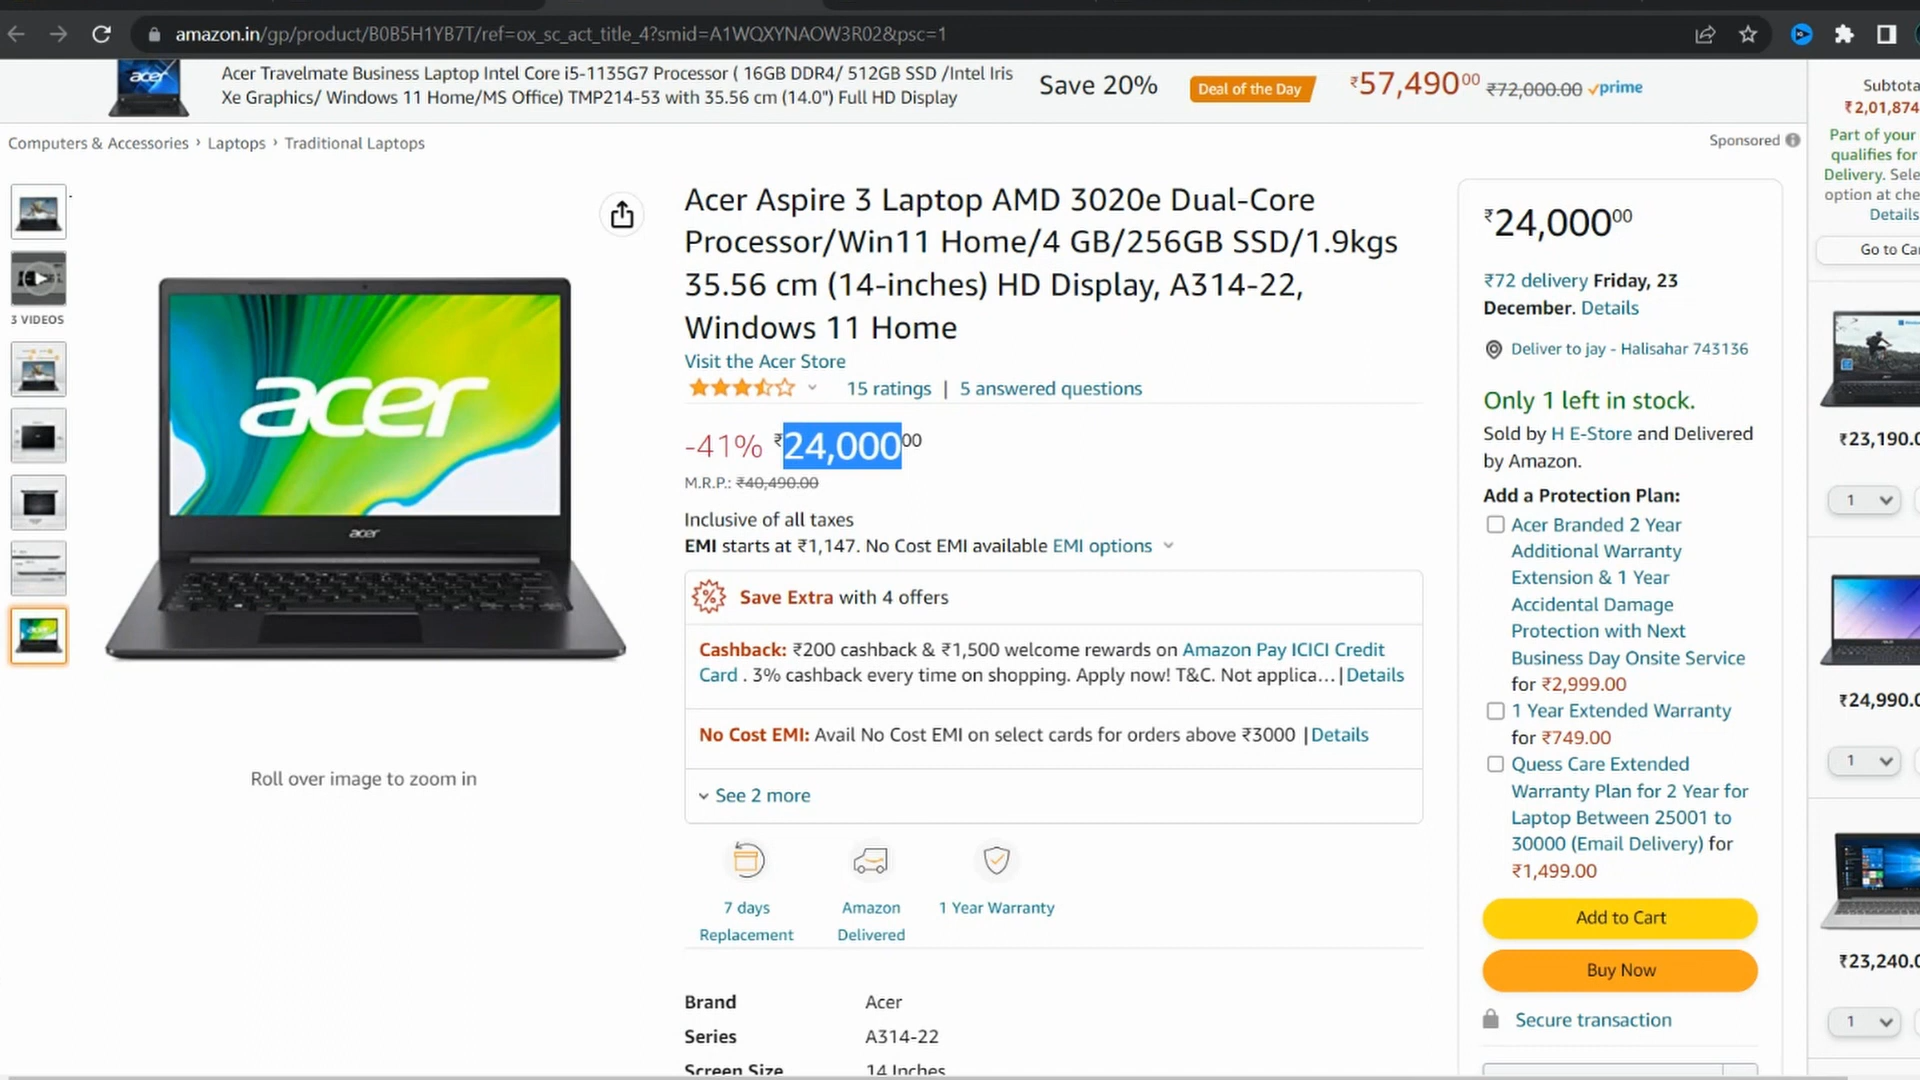 amazon.in/gp/product/B0B5H1YB7T/ref=ox_sc_act_title_4?smid=A1WQXYNAOW3R02&psc=1
acer
Acer Travelmate Business Laptop Intel Core i5-1135G7 Processor ( 16GB DDR4/ 512GB SSD /Intel Iris
Xe Graphics/ Windows 11 Home/MS Office) TMP214-53 with 35.56 cm (14.0") Full HD Display
Save 20%
Deal of the Day
₹57,490.00 ₹72,000.00 prime
Subtota
₹2,01,874
Part of your
qualifies for
Delivery. Sele
option at che
Details
Go to Ca
Computers & Accessories › Laptops › Traditional Laptops
Sponsored
3 VIDEOS
acer
acer
Roll over image to zoom in
Acer Aspire 3 Laptop AMD 3020e Dual-Core
Processor/Win11 Home/4 GB/256GB SSD/1.9kgs
35.56 cm (14-inches) HD Display, A314-22,
Windows 11 Home
Visit the Acer Store
15 ratings | 5 answered questions
-41% ₹24,00000
M.R.P.: ₹40,490.00
Inclusive of all taxes
EMI starts at ₹1,147. No Cost EMI available EMI options
Save Extra with 4 offers
Cashback: ₹200 cashback & ₹1,500 welcome rewards on Amazon Pay ICICI Credit
Card . 3% cashback every time on shopping. Apply now! T&C. Not applica... | Details
No Cost EMI: Avail No Cost EMI on select cards for orders above ₹3000 | Details
See 2 more
7 days
Replacement
Amazon
Delivered
1 Year Warranty
Brand Acer
Series A314-22
Screen Size 14 Inches
₹24,00000
₹72 delivery Friday, 23
December. Details
Deliver to jay - Halisahar 743136
Only 1 left in stock.
Sold by H E-Store and Delivered
by Amazon.
Add a Protection Plan:
Acer Branded 2 Year
Additional Warranty
Extension & 1 Year
Accidental Damage
Protection with Next
Business Day Onsite Service
for ₹2,999.00
1 Year Extended Warranty
for ₹749.00
Quess Care Extended
Warranty Plan for 2 Year for
Laptop Between 25001 to
30000 (Email Delivery) for
₹1,499.00
Add to Cart
Buy Now
Secure transaction
₹23,190.0
1
₹24,990.0
1
₹23,240.0
1